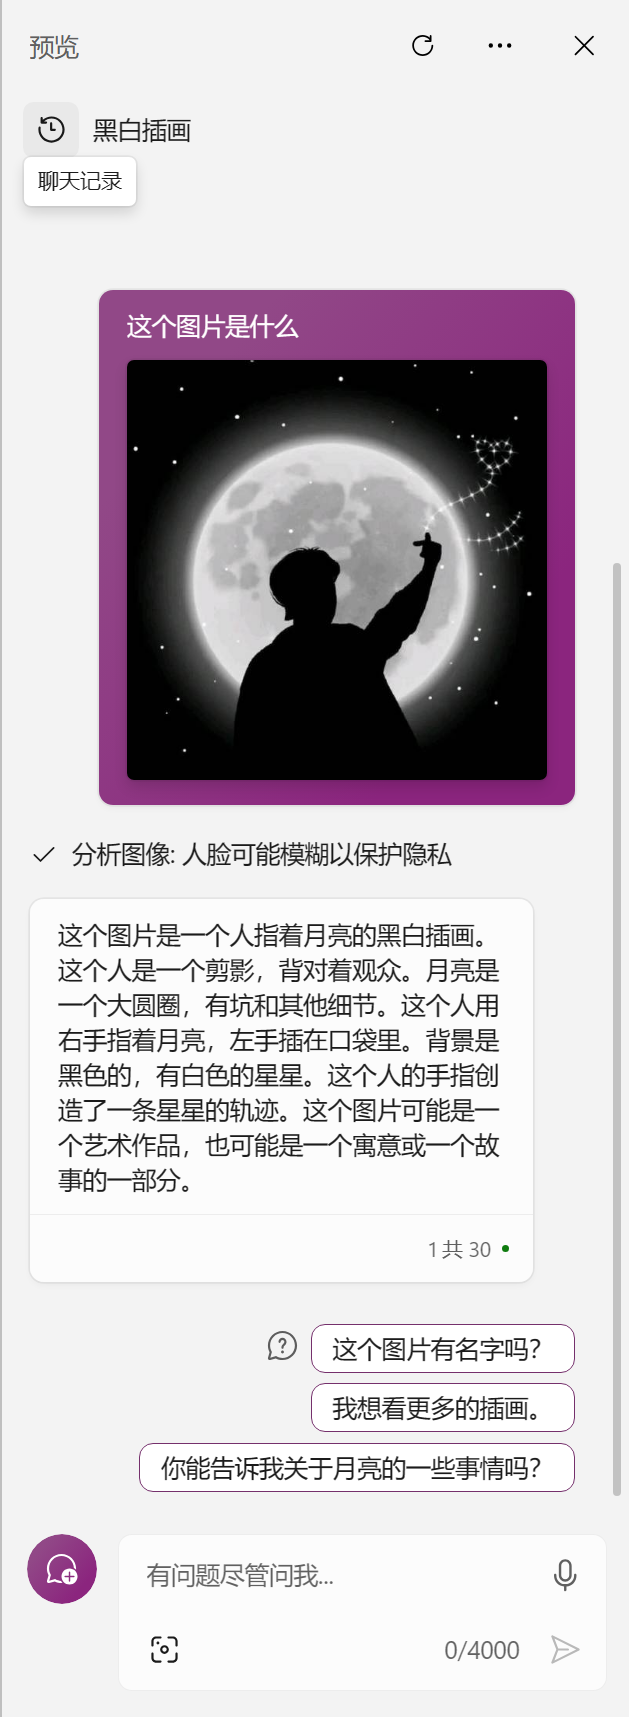 预览
黑白插画
聊天记录
这个图片是什么
分析图像: 人脸可能模糊以保护隐私
这个图片是一个人指着月亮的黑白插画。
这个人是一个剪影，背对着观众。月亮是
一个大圆圈，有坑和其他细节。这个人用
右手指着月亮，左手插在口袋里。背景是
黑色的，有白色的星星。这个人的手指创
造了一条星星的轨迹。这个图片可能是一
个艺术作品，也可能是一个寓意或一个故
事的一部分。
1 共 30
这个图片有名字吗？
我想看更多的插画。
你能告诉我关于月亮的一些事情吗？
有问题尽管问我...
0/4000